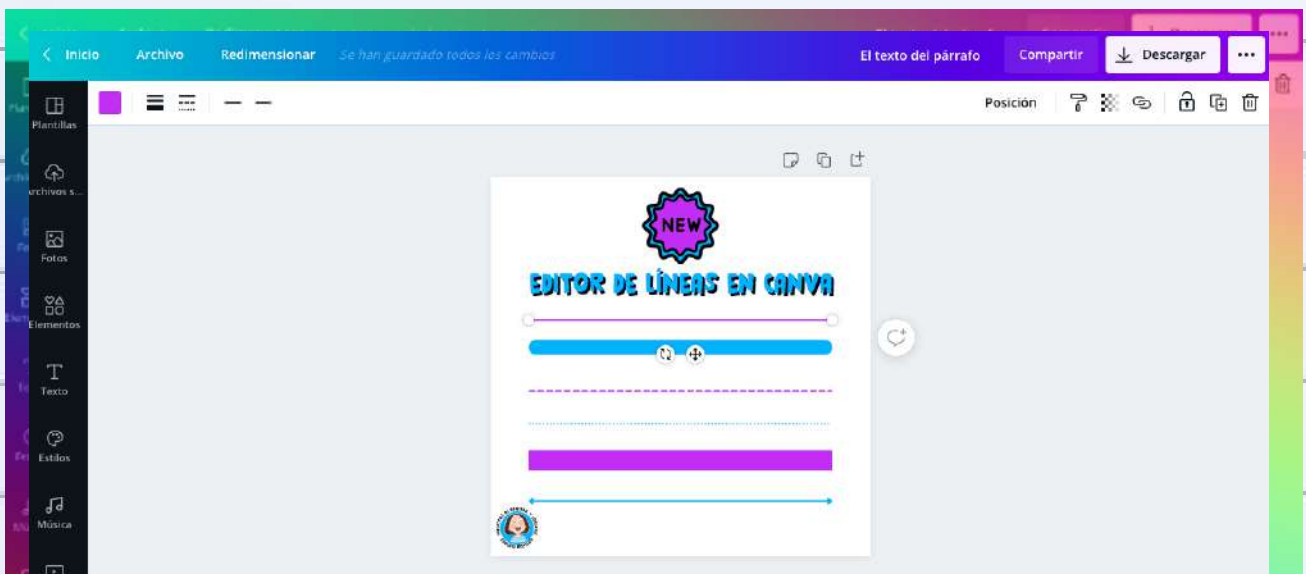 Inicio Archivo Redimensionar Se han guardado todos los cambios El texto del párrafo Compartir Descargar
Posición
Plantillas
Archivos s...
Fotos
Elementos
Texto
Estilos
Música
NEW
EDITOR DE LÍNEAS EN CANVA